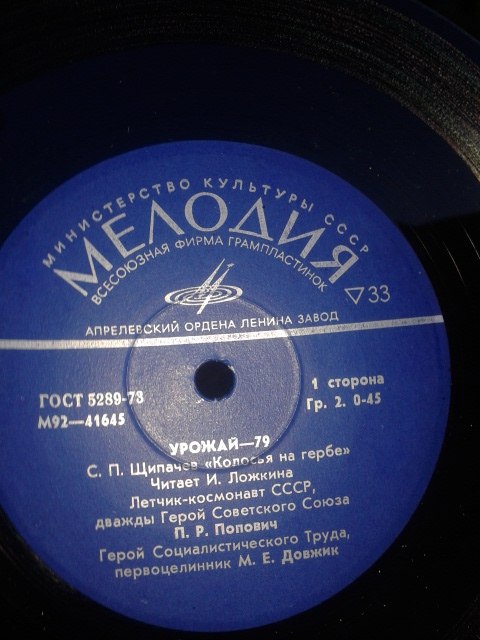 МИНИСТЕРСТВО КУЛЬТУРЫ СССР
МЕЛОДИЯ
ВСЕСОЮЗНАЯ ФИРМА ГРАМПЛАСТИНОК
33
АПРЕЛЕВСКИЙ ОРДЕНА ЛЕНИНА ЗАВОД
ГОСТ 5289-73
М92—41645
1 сторона
Гр. 2. 0-45
УРОЖАЙ—79
С. П. Щипачев «Колосья на гербе»
Читает И. Ложкина
Летчик-космонавт СССР,
дважды Герой Советского Союза
П. Р. Попович
Герой Социалистического Труда,
первоцелинник М. Е. Довжик